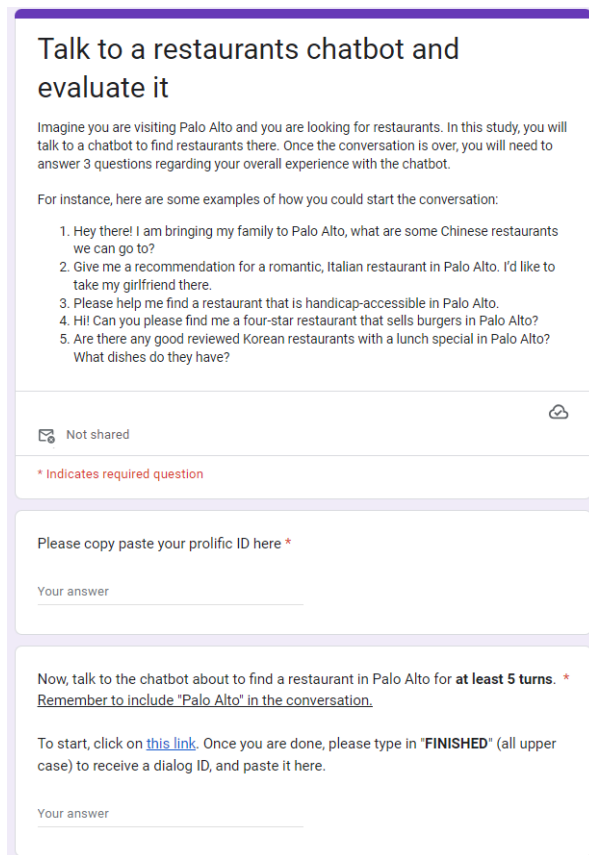 Talk to a restaurants chatbot and
evaluate it
Imagine you are visiting Palo Alto and you are looking for restaurants. In this study, you will
talk to a chatbot to find restaurants there. Once the conversation is over, you will need to
answer 3 questions regarding your overall experience with the chatbot.
For instance, here are some examples of how you could start the conversation:
1. Hey there! I am bringing my family to Palo Alto, what are some Chinese restaurants
we can go to?
2. Give me a recommendation for a romantic, Italian restaurant in Palo Alto. I'd like to
take my girlfriend there.
3. Please help me find a restaurant that is handicap-accessible in Palo Alto.
4. Hi! Can you please find me a four-star restaurant that sells burgers in Palo Alto?
5. Are there any good reviewed Korean restaurants with a lunch special in Palo Alto?
What dishes do they have?
Not shared
* Indicates required question
Please copy paste your prolific ID here *
Your answer
Now, talk to the chatbot about to find a restaurant in Palo Alto for at least 5 turns. *
Remember to include "Palo Alto" in the conversation.
To start, click on this link. Once you are done, please type in "FINISHED" (all upper
case) to receive a dialog ID, and paste it here.
Your answer